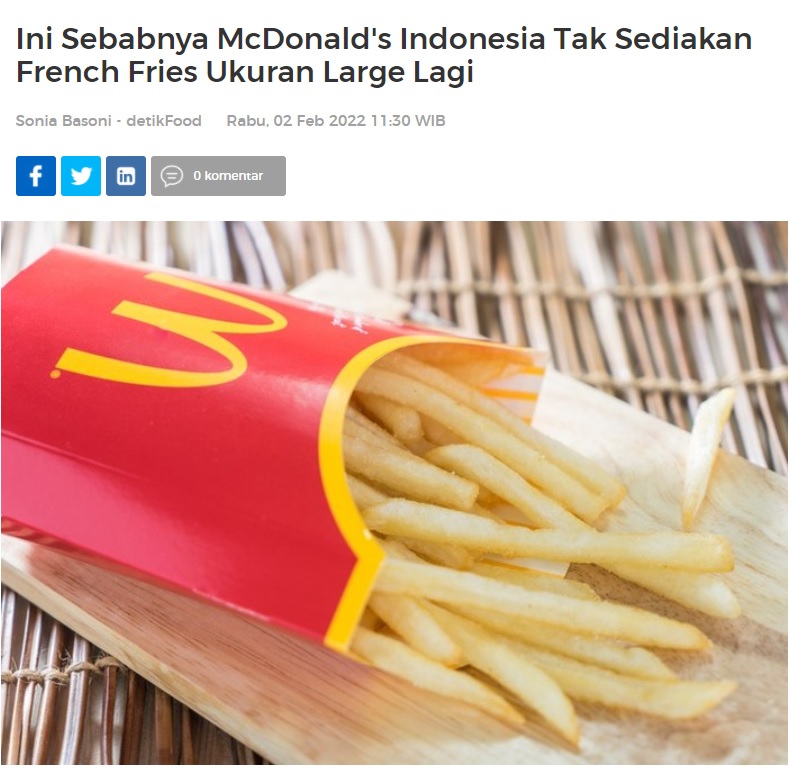 Ini Sebabnya McDonald's Indonesia Tak Sediakan
French Fries Ukuran Large Lagi
Sonia Basoni - detikFood Rabu, 02 Feb 2022 11:30 WIB
0 komentar